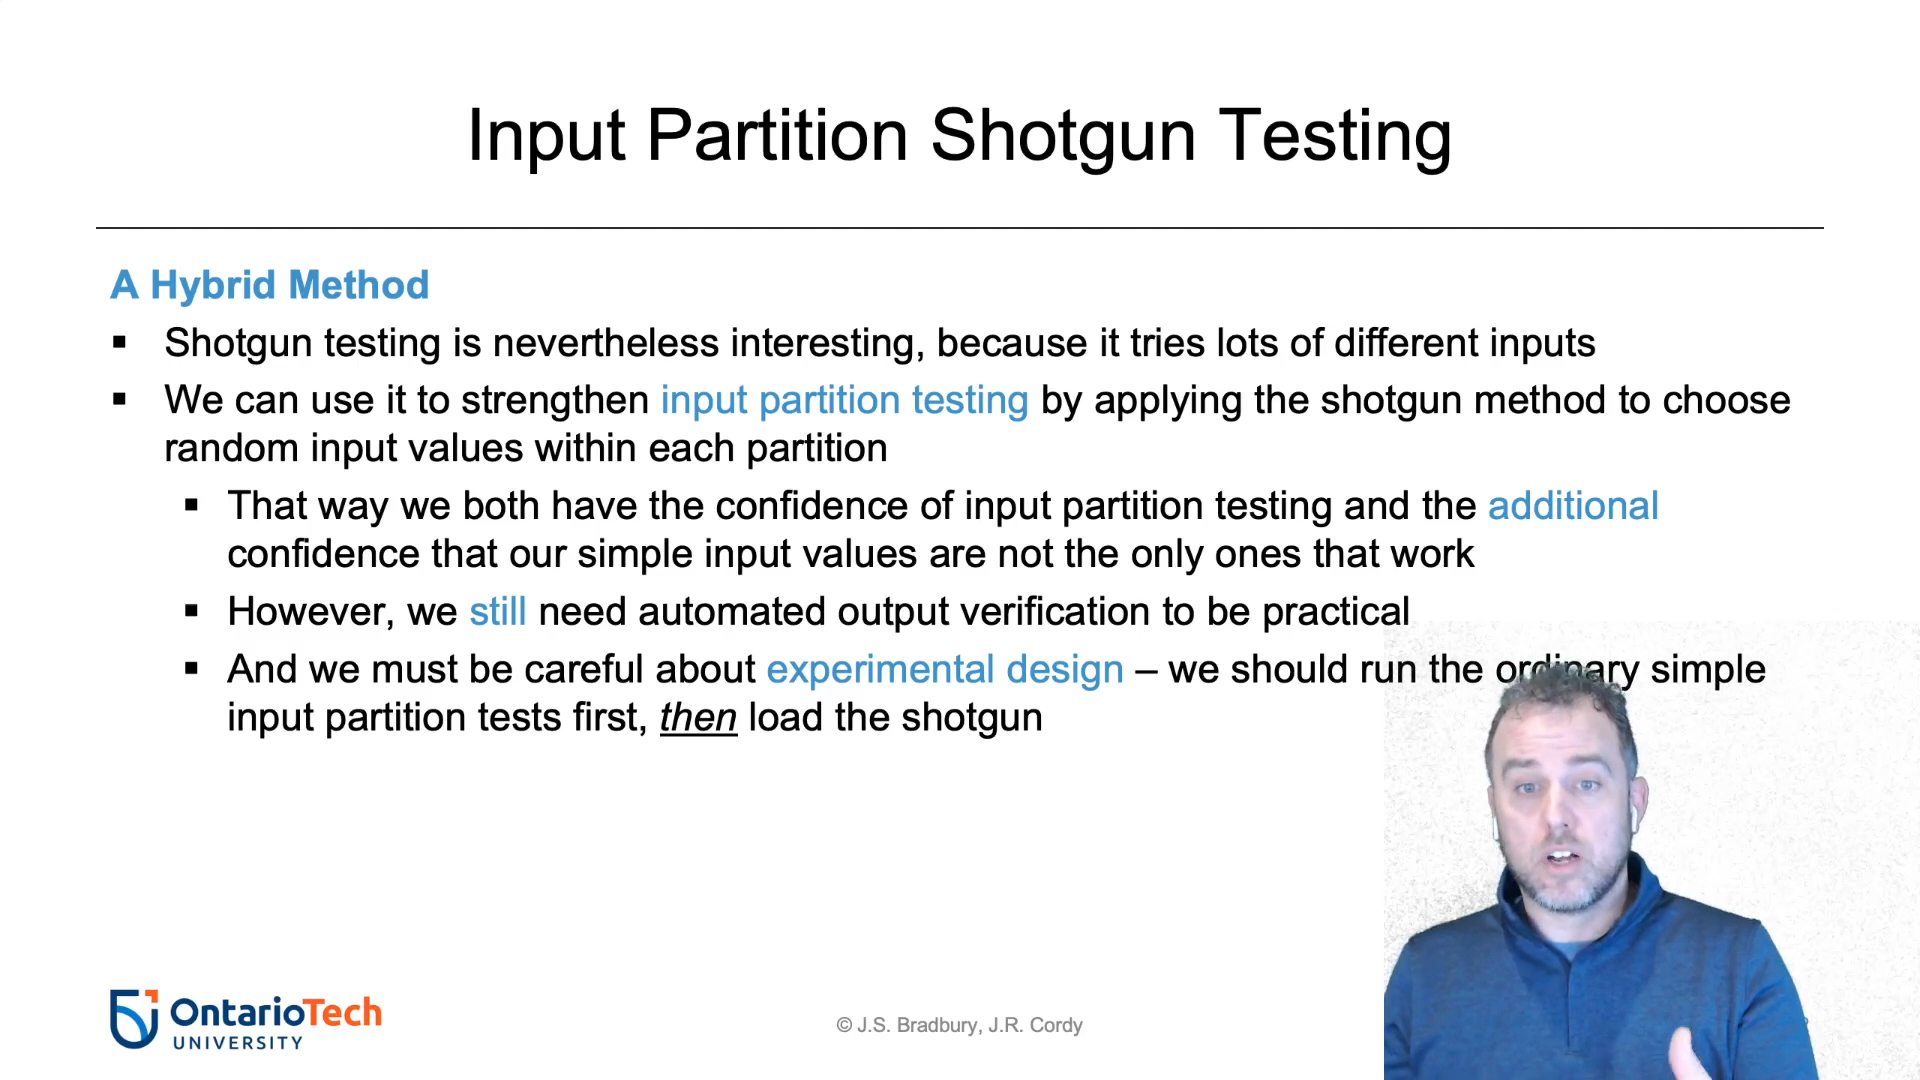 Input Partition Shotgun Testing
A Hybrid Method
▪ Shotgun testing is nevertheless interesting, because it tries lots of different inputs
▪ We can use it to strengthen input partition testing by applying the shotgun method to choose
random input values within each partition
▪ That way we both have the confidence of input partition testing and the additional
confidence that our simple input values are not the only ones that work
▪ However, we still need automated output verification to be practical
▪ And we must be careful about experimental design – we should run the ordinary simple
input partition tests first, then load the shotgun
OntarioTech
UNIVERSITY
© J.S. Bradbury, J.R. Cordy